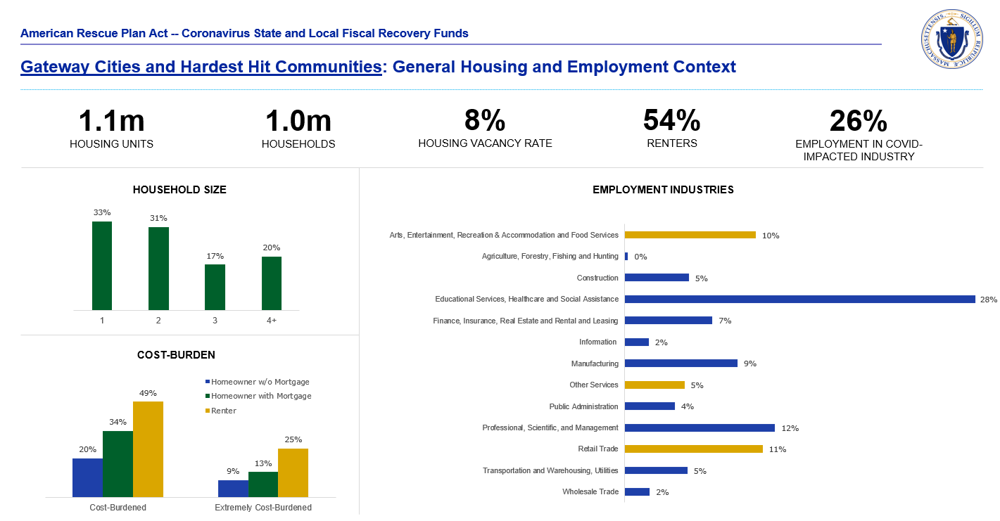 American Rescue Plan Act -- Coronavirus State and Local Fiscal Recovery Funds
Gateway Cities and Hardest Hit Communities: General Housing and Employment Context
1.1m
HOUSING UNITS
1.0m
HOUSEHOLDS
8%
HOUSING VACANCY RATE
54%
RENTERS
26%
EMPLOYMENT IN COVID-
IMPACTED INDUSTRY
HOUSEHOLD SIZE
33%
31%
17%
20%
1
2
3
4+
COST-BURDEN
Homeowner w/o Mortgage
Homeowner with Mortgage
Renter
20%
34%
49%
9%
13%
25%
Cost-Burdened
Extremely Cost-Burdened
EMPLOYMENT INDUSTRIES
Arts, Entertainment, Recreation & Accommodation and Food Services 10%
Agriculture, Forestry, Fishing and Hunting 0%
Construction 5%
Educational Services, Healthcare and Social Assistance 28%
Finance, Insurance, Real Estate and Rental and Leasing 7%
Information 2%
Manufacturing 9%
Other Services 5%
Public Administration 4%
Professional, Scientific, and Management 12%
Retail Trade 11%
Transportation and Warehousing, Utilities 5%
Wholesale Trade 2%
SIGILLUM REIPUBLICÆ MASSACHUSETTENSIS